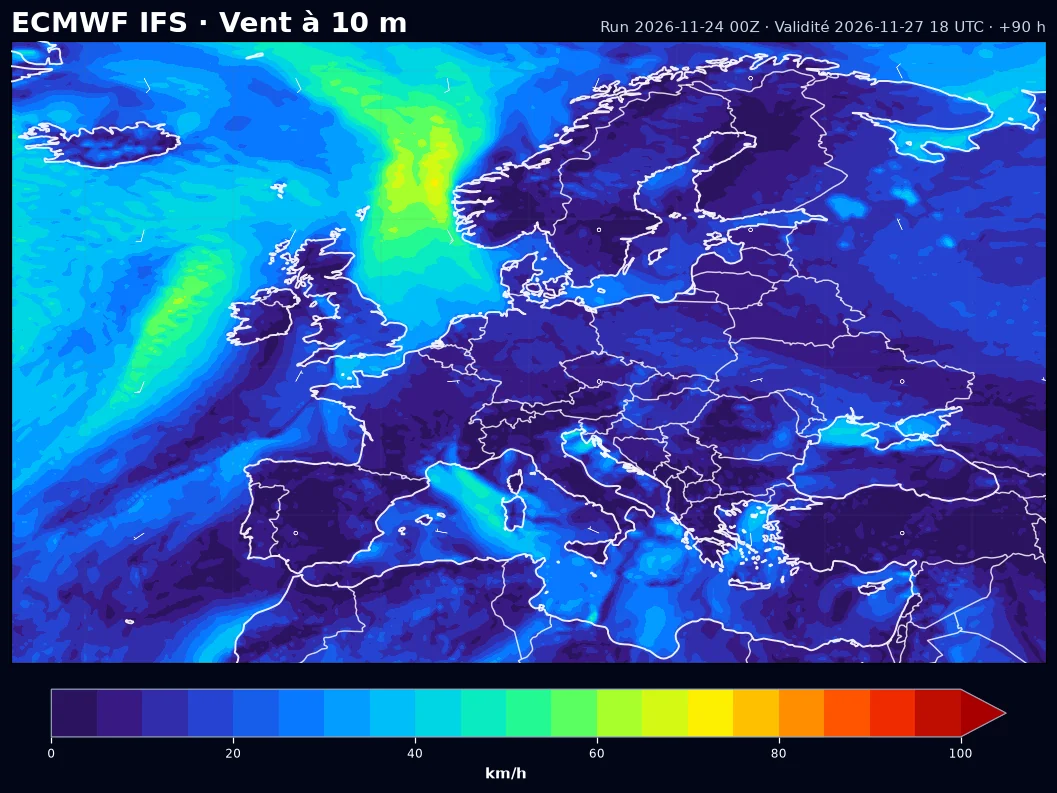 ECMWF IFS · Vent à 10 m
Run 2026-11-24 00Z · Validité 2026-11-27 18 UTC · +90 h
0 20 40 60 80 100
km/h